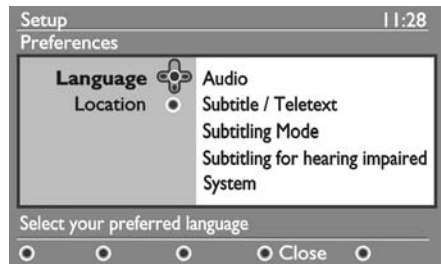 Setup 11:28
Preferences
Language Audio
Location Subtitle / Teletext
Subtitling Mode
Subtitling for hearing impaired
System
Select your preferred language
Close